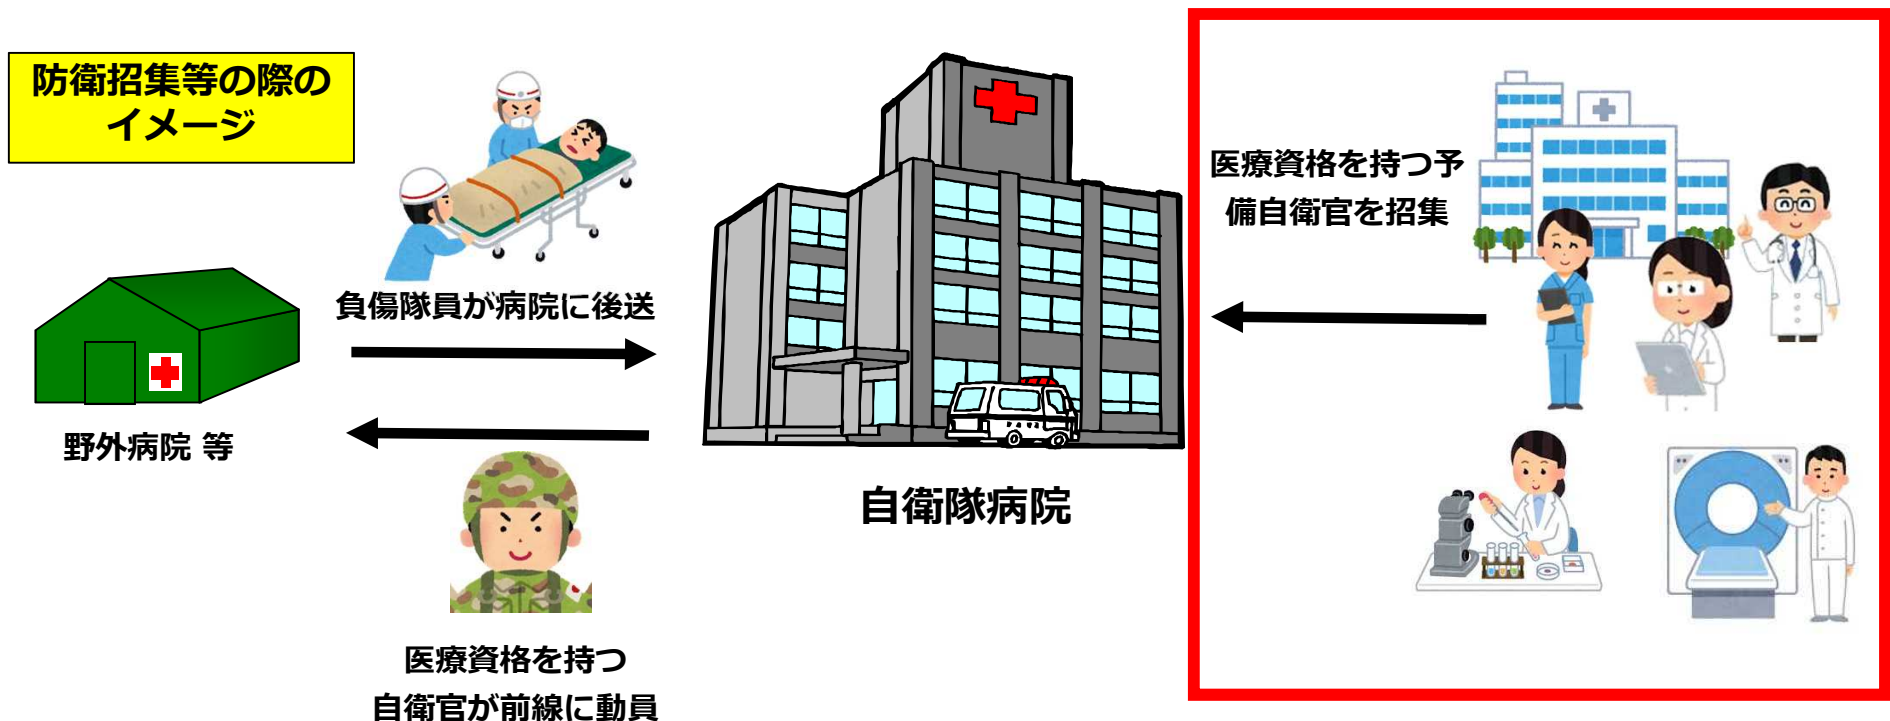 防衛招集等の際の
イメージ
負傷隊員が病院に後送
野外病院 等
医療資格を持つ
自衛官が前線に動員
自衛隊病院
医療資格を持つ予
備自衛官を招集